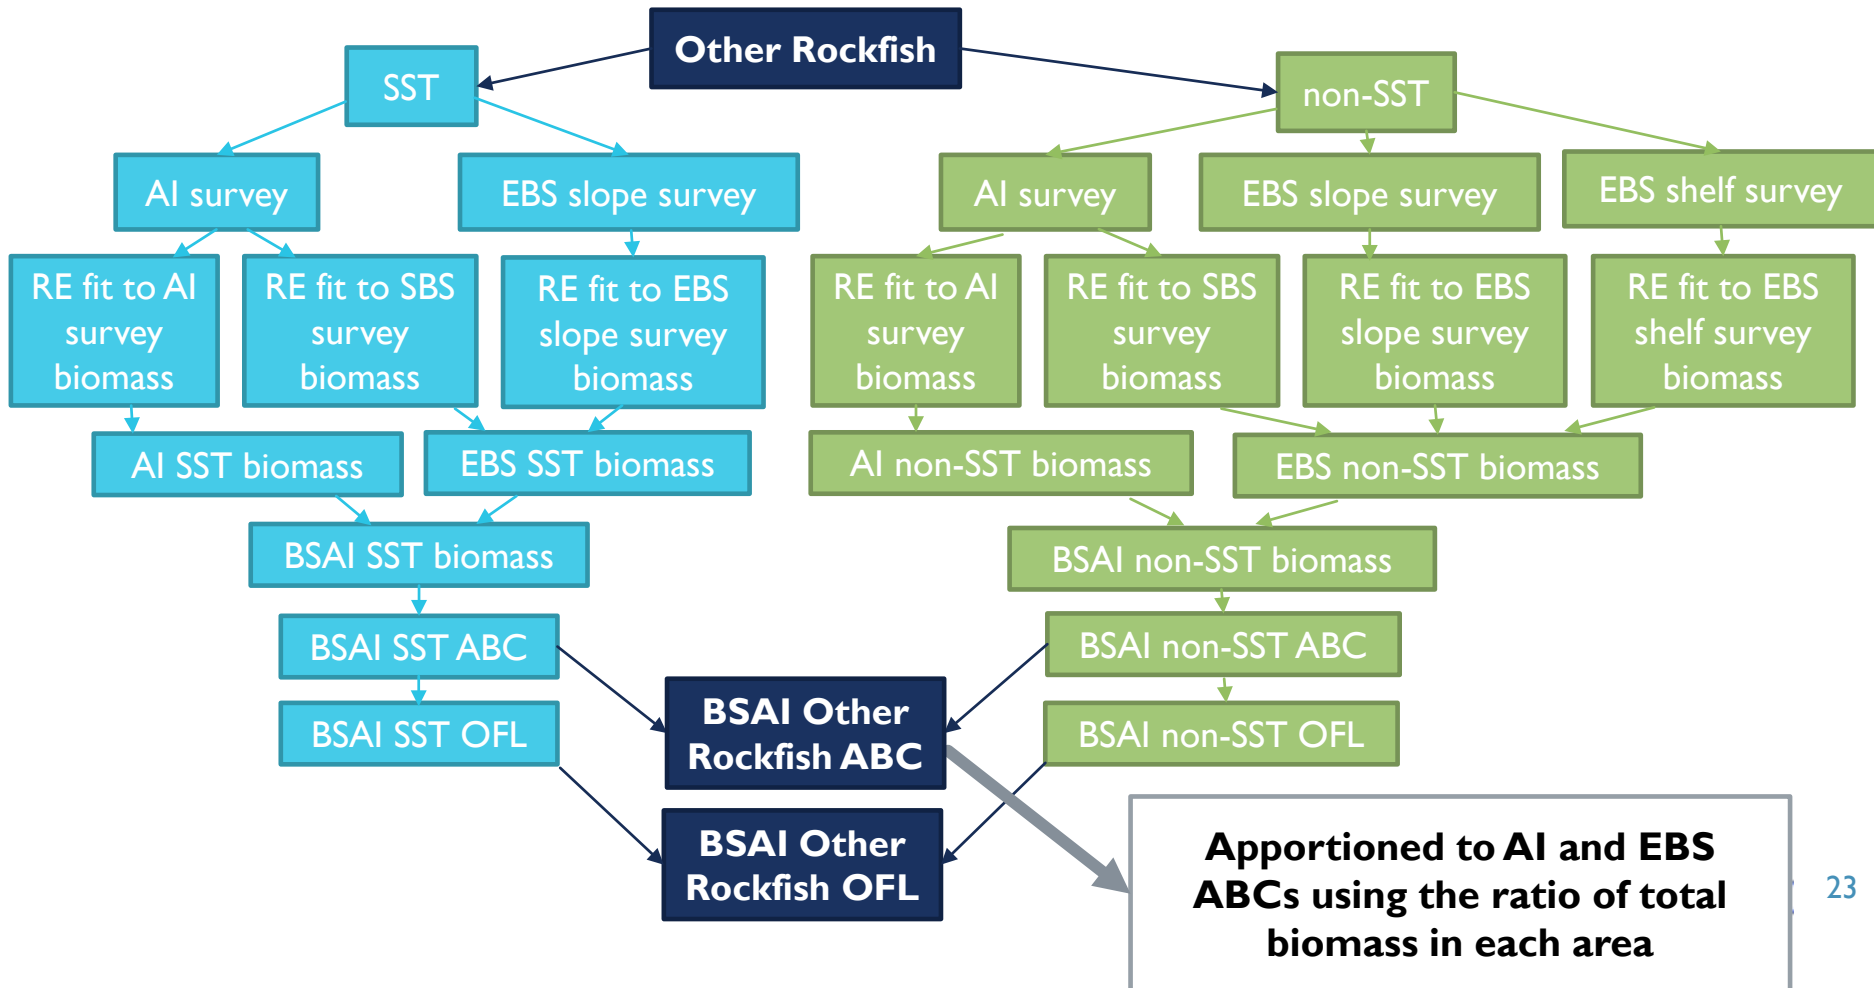 Other Rockfish
SST
non-SST
AI survey
EBS slope survey
AI survey
EBS slope survey
EBS shelf survey
RE fit to AI
survey
biomass
RE fit to SBS
survey
biomass
RE fit to EBS
slope survey
biomass
RE fit to AI
survey
biomass
RE fit to SBS
survey
biomass
RE fit to EBS
slope survey
biomass
RE fit to EBS
shelf survey
biomass
AI SST biomass
EBS SST biomass
AI non-SST biomass
EBS non-SST biomass
BSAI SST biomass
BSAI non-SST biomass
BSAI SST ABC
BSAI non-SST ABC
BSAI SST OFL
BSAI Other
Rockfish ABC
BSAI non-SST OFL
BSAI Other
Rockfish OFL
Apportioned to AI and EBS
ABCs using the ratio of total
biomass in each area
23